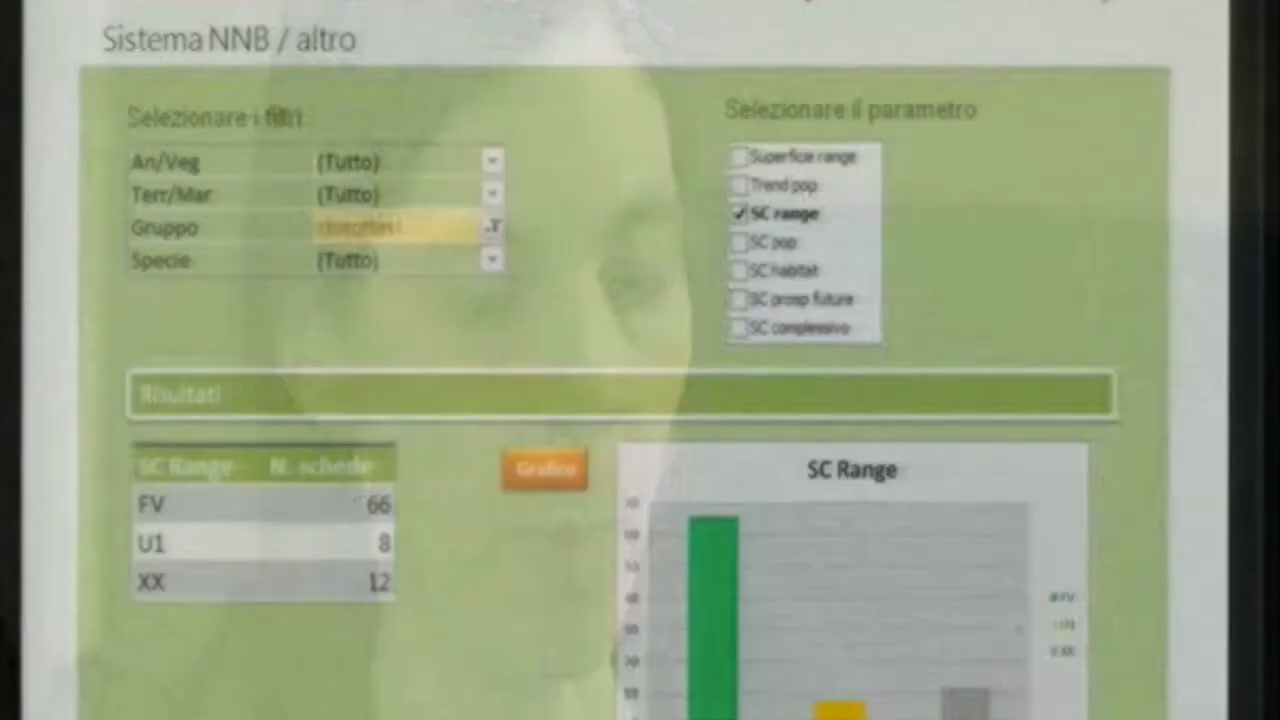 Sistema NNB / altro
Selezionare i filtri
An/Veg (Tutto)
Terr/Mar (Tutto)
Gruppo
Specie (Tutto)
Selezionare il parametro
Superficie range
Trend pop
SC range
SC pop
SC habitat
SC prosp future
SC complessivo
Risultati
SC Range N. schede
FV 66
U1 8
XX 12
Grafico
SC Range